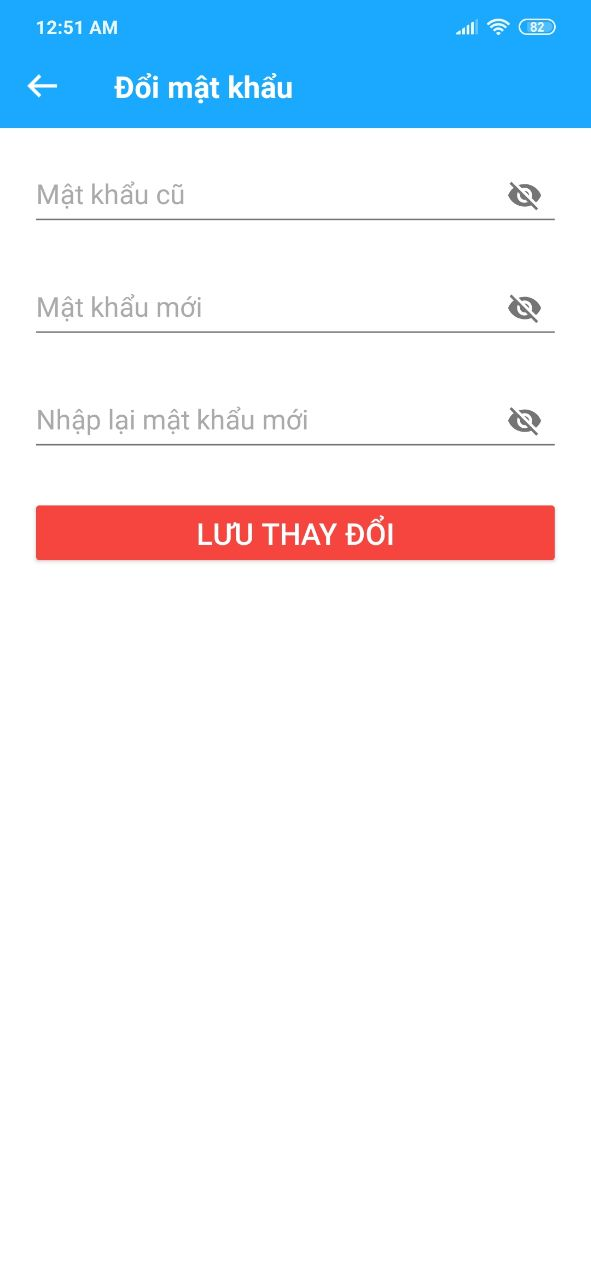 12:51 AM
82
Đổi mật khẩu
Mật khẩu cũ
Mật khẩu mới
Nhập lại mật khẩu mới
LƯU THAY ĐỔI